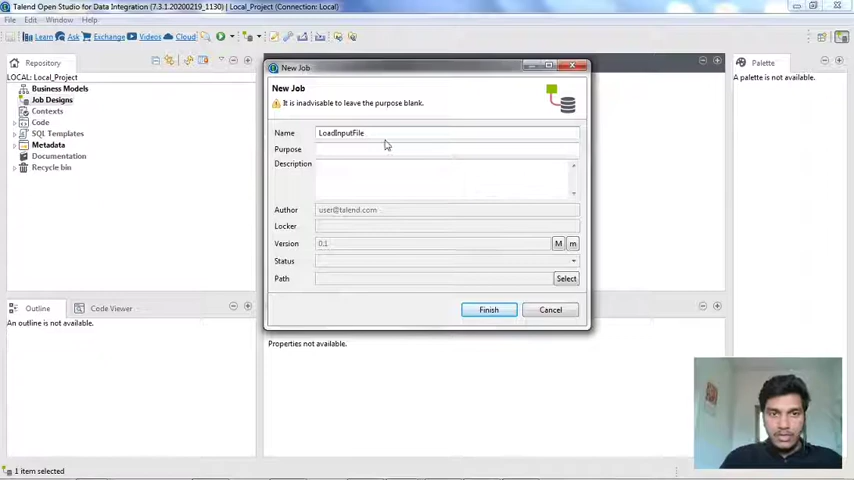 Talend Open Studio for Data Integration (7.3.1.20200219_1130) | Local_Project (Connection: Local)
File Edit Window Help
Learn Ask Exchange Videos Cloud
Repository
LOCAL: Local_Project
Business Models
Job Designs
Contexts
Code
SQL Templates
Metadata
Documentation
Recycle bin
New Job
New Job
It is inadvisable to leave the purpose blank.
Name LoadInputFile
Purpose
Description
Author user@talend.com
Locker
Version 0.1 M m
Status
Path Select
Finish Cancel
Palette
A palette is not available.
Outline Code Viewer
An outline is not available.
Properties not available.
1 item selected